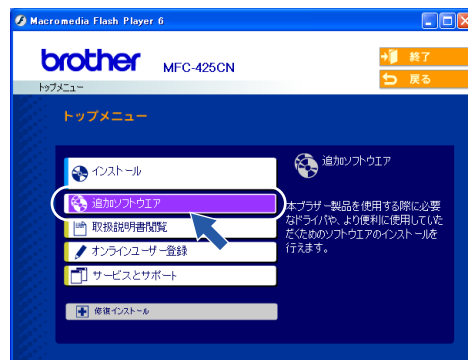 Macromedia Flash Player 6
brother MFC-425CN
終了
戻る
トップメニュー
トップメニュー
インストール
追加ソフトウエア
取扱説明書閲覧
オンラインユーザー登録
サービスとサポート
修復インストール
追加ソフトウエア
本ブラザー製品を使用する際に必要
なドライバや、より便利に使用していた
だくためのソフトウエアのインストールを
行えます。